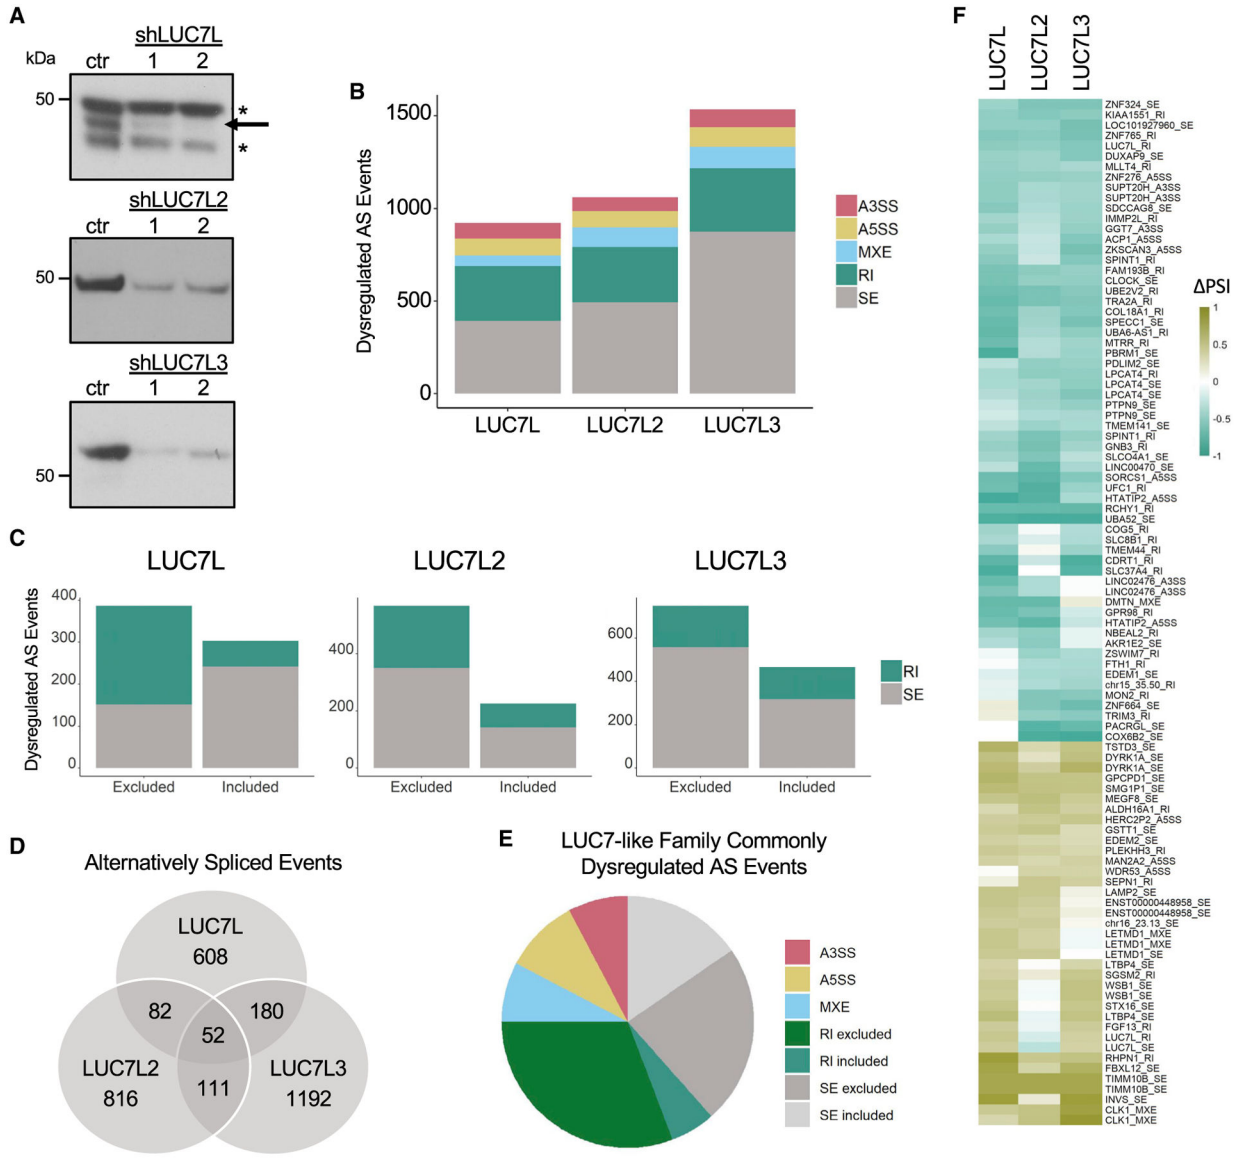 A
shLUC7L
kDa
ctr 1 2
50
*
*
shLUC7L2
ctr 1 2
50
shLUC7L3
ctr 1 2
50
B
Dysregulated AS Events
1500
1000
500
0
LUC7L LUC7L2 LUC7L3
A3SS
A5SS
MXE
RI
SE
C
LUC7L LUC7L2 LUC7L3
Dysregulated AS Events
400
300
200
100
0
Excluded Included
400
200
0
Excluded Included
600
400
200
0
Excluded Included
RI
SE
D
Alternatively Spliced Events
LUC7L
608
82
180
52
LUC7L2
816
111
LUC7L3
1192
E
LUC7-like Family Commonly
Dysregulated AS Events
A3SS
A5SS
MXE
RI excluded
RI included
SE excluded
SE included
F
LUC7L
LUC7L2
LUC7L3
ZNF324_SE
KIAA1551_RI
LOC101927960_SE
ZNF765_RI
LUC7L_RI
DUXAP9_SE
MLLT4_RI
ZNF276_A5SS
SUPT20H_A3SS
SUPT20H_A3SS
SDCCAG8_SE
IMMP2L_RI
GGT7_A3SS
ACP1_A5SS
ZKSCAN3_A5SS
SPINT1_RI
FAM193B_RI
CLOCK_SE
UBE2V2_RI
TRA2A_RI
COL18A1_RI
SPECC1_SE
UBA6-AS1_RI
MTRR_RI
PBRM1_SE
PDLIM2_SE
LPCAT4_RI
LPCAT4_SE
LPCAT4_SE
PTPN9_SE
PTPN9_SE
TMEM141_SE
SPINT1_RI
GNB3_RI
SLCO4A1_SE
LINC00470_SE
SORCS1_A5SS
UFC1_RI
HTATIP2_A5SS
RCHY1_RI
UBA52_SE
COG5_RI
SLC8B1_RI
TMEM44_RI
CDRT1_RI
SLC37A4_RI
LINC02476_A3SS
LINC02476_A3SS
DMTN_MXE
GPR98_RI
HTATIP2_A5SS
NBEAL2_RI
AKR1E2_SE
ZSWIM7_RI
FTH1_RI
EDEM1_SE
chr15_35.50_RI
MON2_RI
ZNF664_SE
TRIM3_RI
PACRGL_SE
COX6B2_SE
TSTD3_SE
DYRK1A_SE
DYRK1A_SE
GPCPD1_SE
SMG1P1_SE
MEGF8_SE
ALDH16A1_RI
HERC2P2_A5SS
GSTT1_SE
EDEM2_SE
PLEKHH3_RI
MAN2A2_A5SS
WDR53_A5SS
SEPN1_RI
LAMP2_SE
ENST00000448958_SE
ENST00000448958_SE
chr16_23.13_SE
LETMD1_MXE
LETMD1_MXE
LETMD1_SE
LTBP4_SE
SGSM2_RI
WSB1_SE
WSB1_SE
STX16_SE
LTBP4_SE
FGF13_RI
LUC7L_RI
LUC7L_SE
RHPN1_RI
FBXL12_SE
TIMM10B_SE
TIMM10B_SE
INVS_SE
CLK1_MXE
CLK1_MXE
ΔPSI
1
0.5
0
-0.5
-1